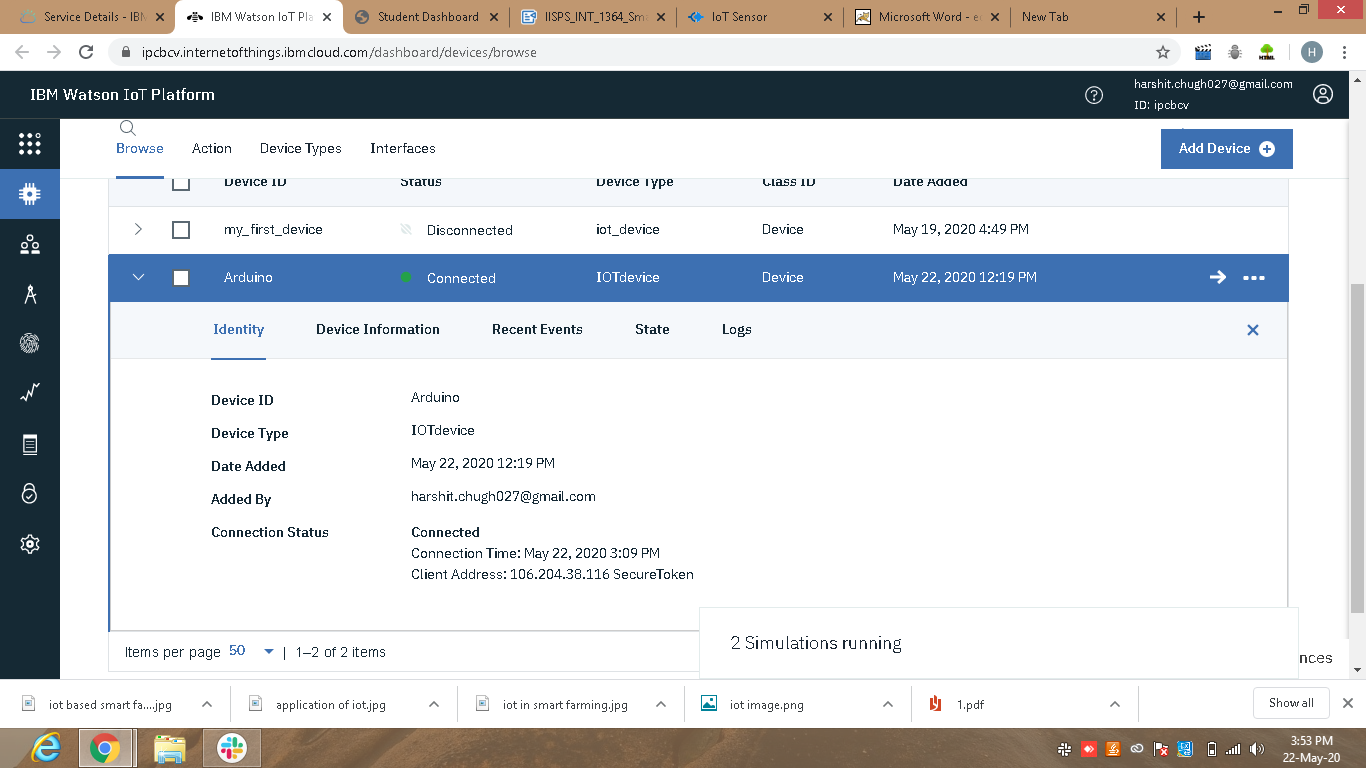 Service Details - IBM
IBM Watson IoT Pla
Student Dashboard
IISPS_INT_1364_Sma
IoT Sensor
Microsoft Word - e
New Tab
ipcbcv.internetofthings.ibmcloud.com/dashboard/devices/browse
H
IBM Watson IoT Platform
harshit.chugh027@gmail.com
ID: ipcbcv
Browse
Action
Device Types
Interfaces
Add Device
Device ID
Status
Device Type
Class ID
Date Added
my_first_device
Disconnected
iot_device
Device
May 19, 2020 4:49 PM
Arduino
Connected
IOTdevice
Device
May 22, 2020 12:19 PM
Identity
Device Information
Recent Events
State
Logs
Device ID
Arduino
Device Type
IOTdevice
Date Added
May 22, 2020 12:19 PM
Added By
harshit.chugh027@gmail.com
Connection Status
Connected
Connection Time: May 22, 2020 3:09 PM
Client Address: 106.204.38.116 SecureToken
2 Simulations running
Items per page 50 | 1–2 of 2 items
nces
iot based smart fa....jpg
application of iot.jpg
iot in smart farming.jpg
iot image.png
1.pdf
Show all
3:53 PM
22-May-20